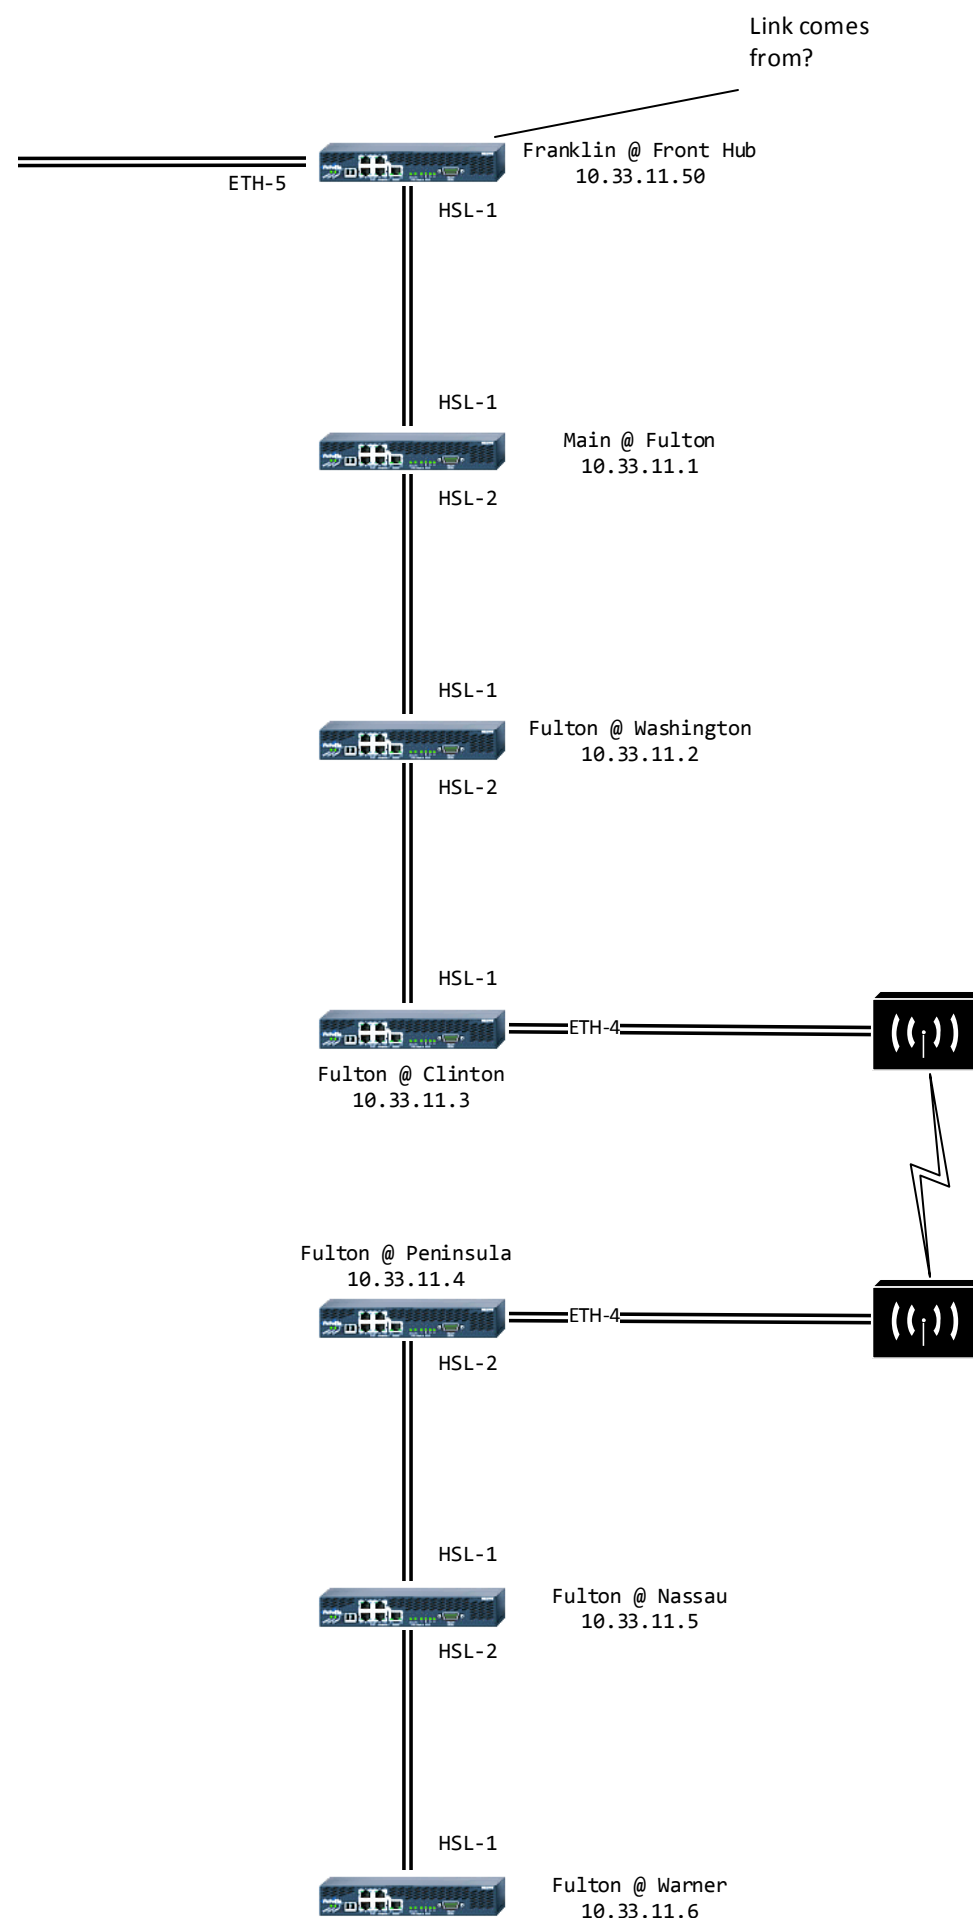 Link comes
from?
Franklin @ Front Hub
10.33.11.50
ETH-5
HSL-1
HSL-1
Main @ Fulton
10.33.11.1
HSL-2
HSL-1
Fulton @ Washington
10.33.11.2
HSL-2
HSL-1
ETH-4
Fulton @ Clinton
10.33.11.3
Fulton @ Peninsula
10.33.11.4
ETH-4
HSL-2
HSL-1
Fulton @ Nassau
10.33.11.5
HSL-2
HSL-1
Fulton @ Warner
10.33.11.6